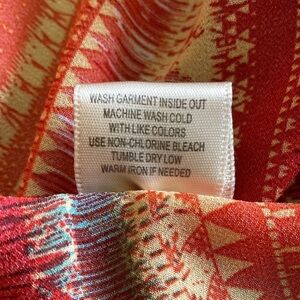 WASH GARMENT INSIDE OUT
MACHINE WASH COLD
WITH LIKE COLORS
USE NON-CHLORINE BLEACH
TUMBLE DRY LOW
WARM IRON IF NEEDED